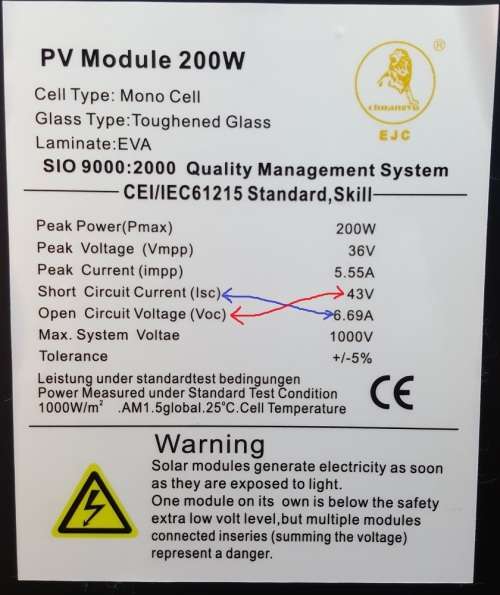 PV Module 200W
®
Cell Type: Mono Cell
Glass Type:Toughened Glass
Laminate:EVA
EJC
SIO 9000:2000 Quality Management System
CEI/IEC61215 Standard,Skill
Peak Power(Pmax) 200W
Peak Voltage (Vmpp) 36V
Peak Current (impp) 5.55A
Short Circuit Current (Isc) 43V
Open Circuit Voltage (Voc) 6.69A
Max. System Voltae 1000V
Tolerance +/-5%
Leistung under standardtest bedingungen
Power Measured under Standard Test Condition
1000W/m² .AM1.5global.25°C.Cell Temperature
CE
Warning
Solar modules generate electricity as soon
as they are exposed to light.
One module on its own is below the safety
extra low volt level,but multiple modules
connected inseries (summing the voltage)
represent a danger.